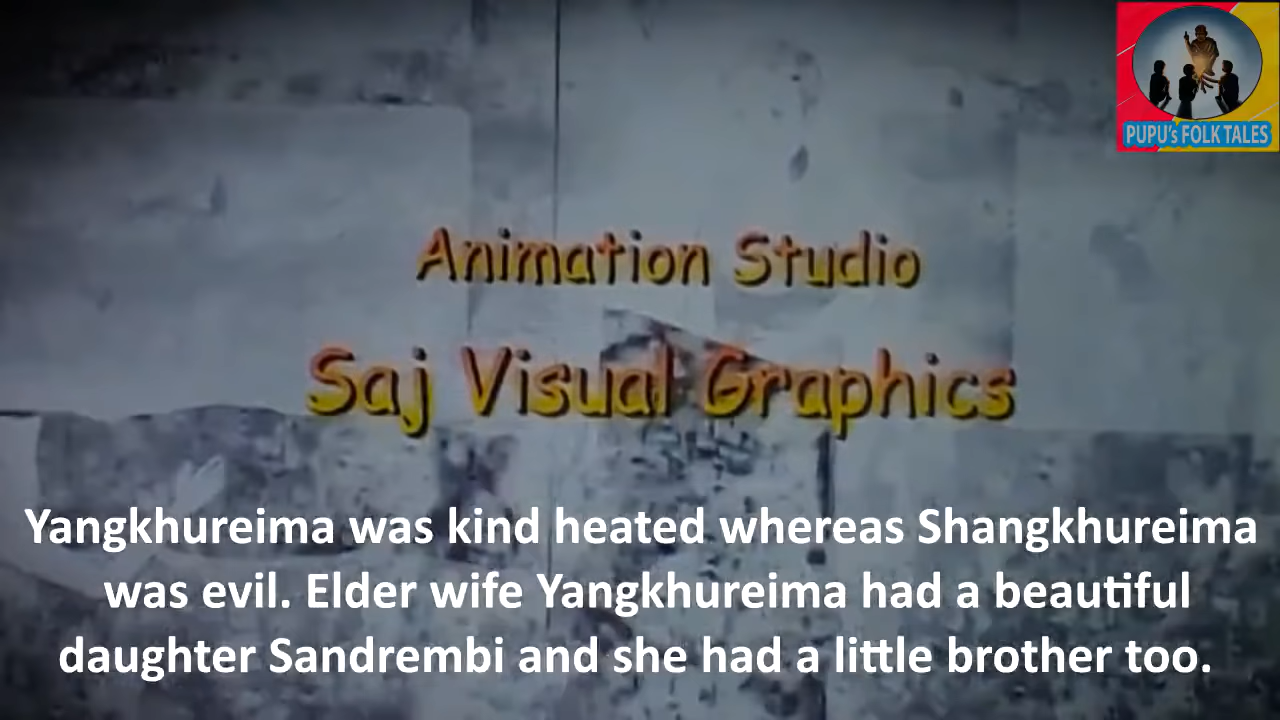 PUPU's FOLK TALES
Animation Studio
Saj Visual Graphics
Yangkhureima was kind heated whereas Shangkhureima
was evil. Elder wife Yangkhureima had a beautiful
daughter Sandrembi and she had a little brother too.